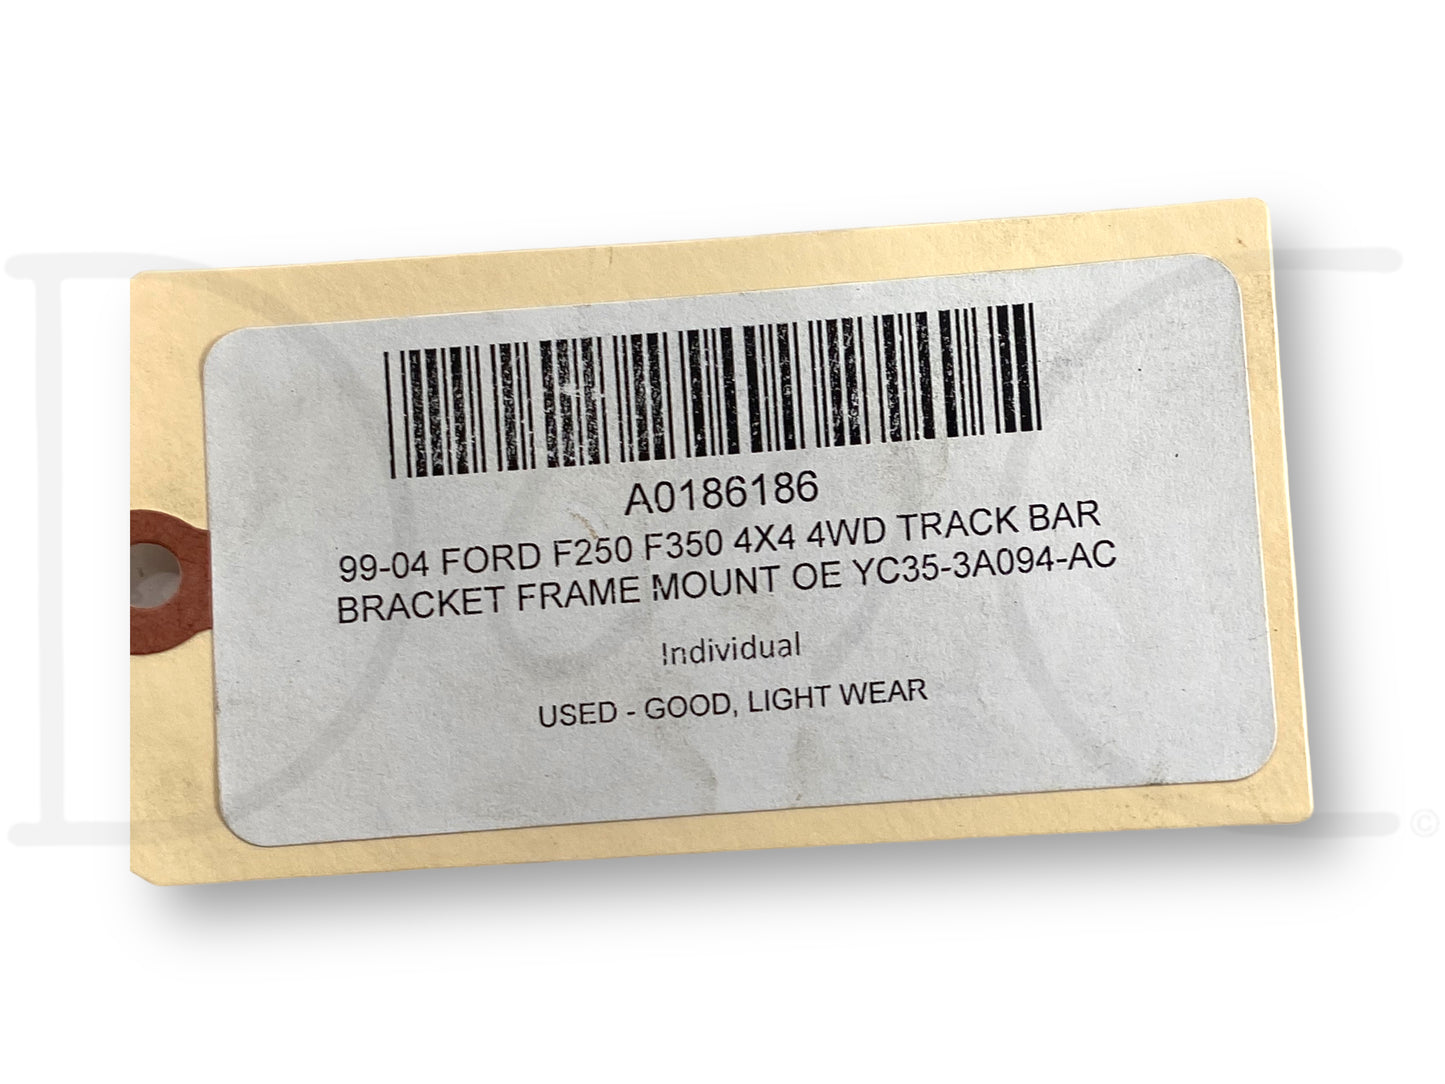 A0186186
99-04 FORD F250 F350 4X4 4WD TRACK BAR
BRACKET FRAME MOUNT OE YC35-3A094-AC
Individual
USED - GOOD, LIGHT WEAR
©